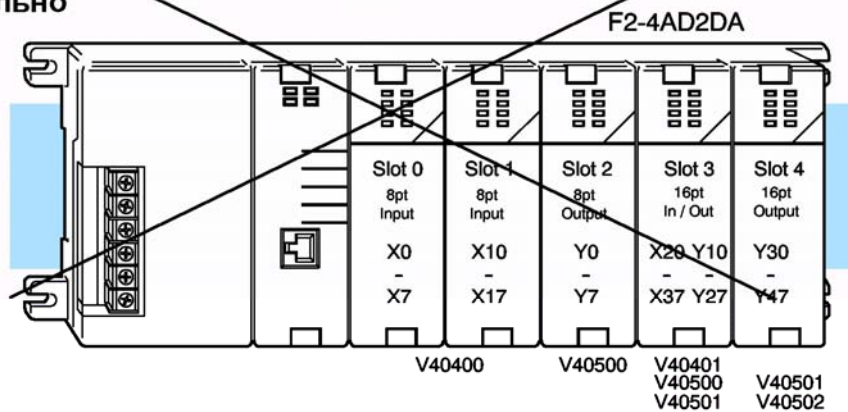 льно
F2-4AD2DA
Slot 0
8pt
Input
X0
-
X7
Slot 1
8pt
Input
X10
-
X17
Slot 2
8pt
Output
Y0
-
Y7
Slot 3
16pt
In / Out
X20 Y10
- -
X37 Y27
Slot 4
16pt
Output
Y30
-
Y47
V40400
V40500
V40401
V40500
V40501
V40501
V40502